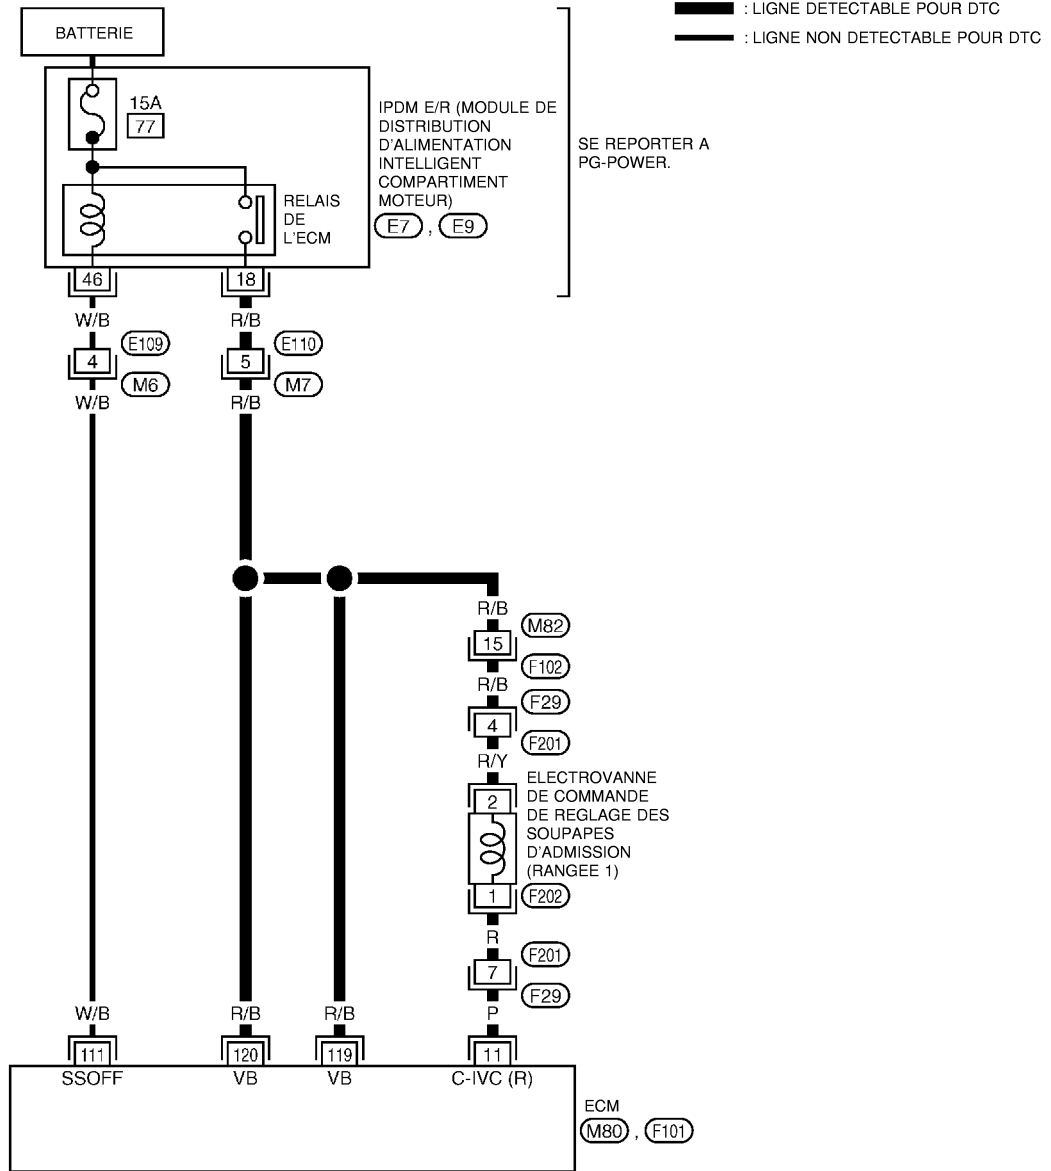 : LIGNE DETECTABLE POUR DTC
: LIGNE NON DETECTABLE POUR DTC
BATTERIE
15A
77
IPDM E/R (MODULE DE
DISTRIBUTION
D'ALIMENTATION
INTELLIGENT
COMPARTIMENT
MOTEUR)
E7 , E9
SE REPORTER A
PG-POWER.
RELAIS
DE
L'ECM
46
18
W/B
R/B
E109
E110
4
5
M6
M7
W/B
R/B
R/B
M82
15
F102
R/B
F29
4
F201
R/Y
2
ELECTROVANNE
DE COMMANDE
DE REGLAGE DES
SOUPAPES
D'ADMISSION
(RANGEE 1)
1
F202
R
F201
7
F29
W/B
R/B
R/B
P
111
120
119
11
SSOFF
VB
VB
C-IVC (R)
ECM
M80 , F101